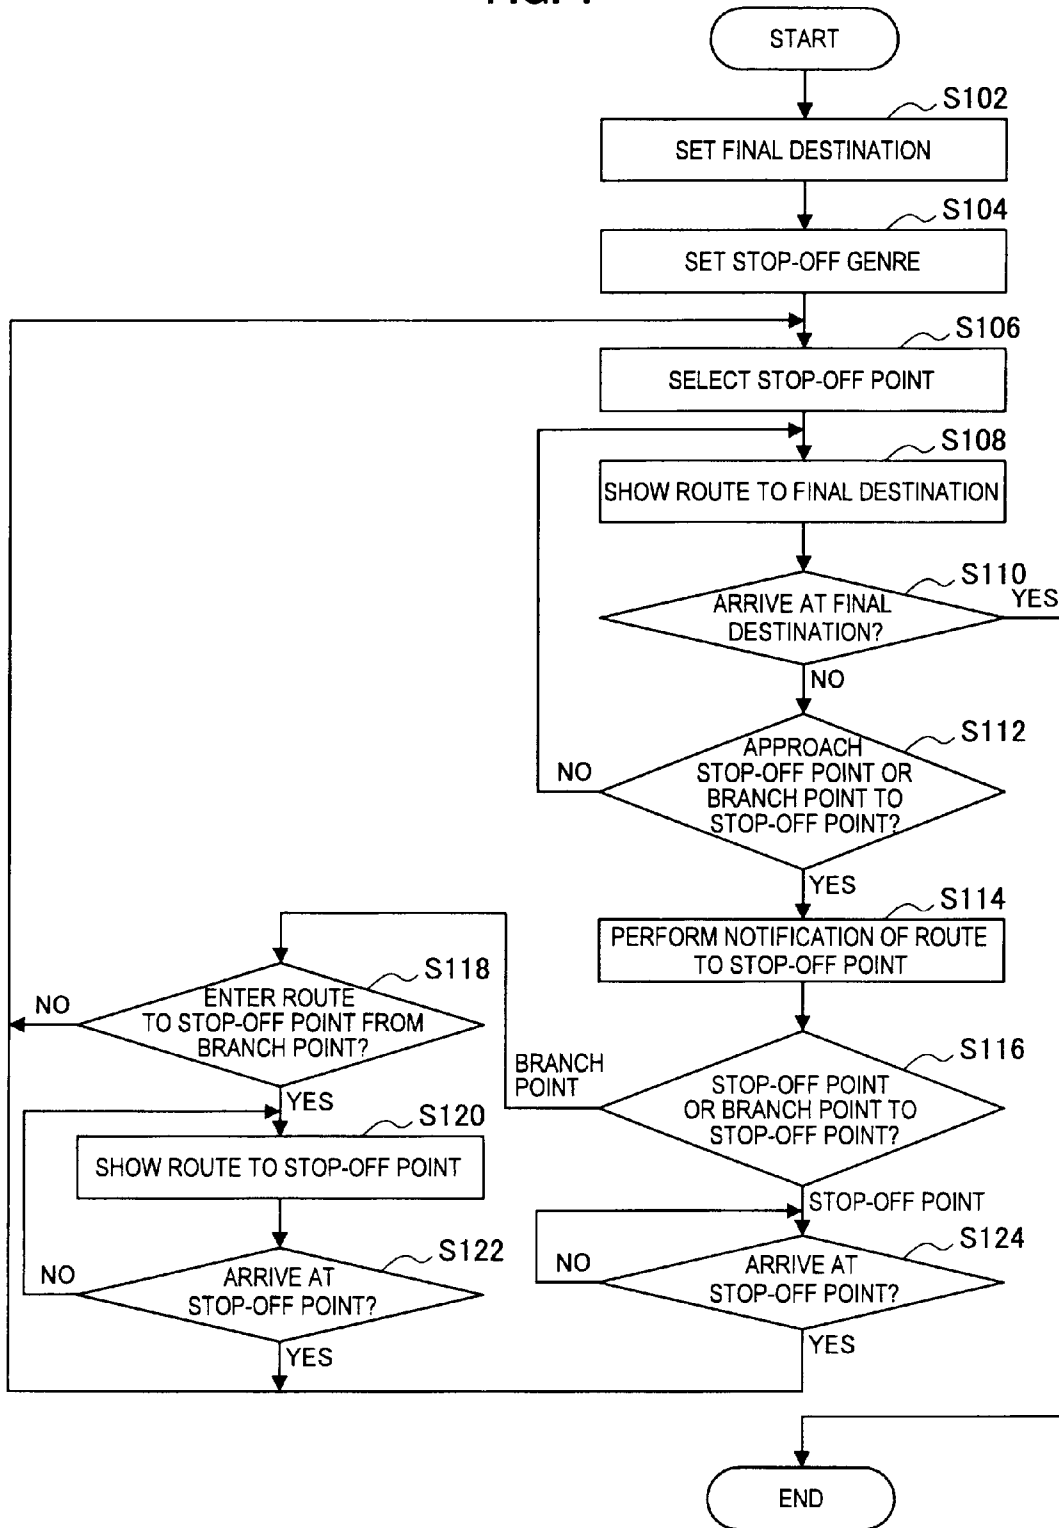 START
S102
SET FINAL DESTINATION
S104
SET STOP-OFF GENRE
S106
SELECT STOP-OFF POINT
S108
SHOW ROUTE TO FINAL DESTINATION
S110
YES
ARRIVE AT FINAL
DESTINATION?
NO
S112
APPROACH
STOP-OFF POINT OR
BRANCH POINT TO
STOP-OFF POINT?
NO
YES
S114
PERFORM NOTIFICATION OF ROUTE
TO STOP-OFF POINT
S116
STOP-OFF POINT
OR BRANCH POINT TO
STOP-OFF POINT?
BRANCH
POINT
S118
ENTER ROUTE
TO STOP-OFF POINT FROM
BRANCH POINT?
NO
YES
S120
SHOW ROUTE TO STOP-OFF POINT
S122
ARRIVE AT
STOP-OFF POINT?
NO
YES
STOP-OFF POINT
S124
ARRIVE AT
STOP-OFF POINT?
NO
YES
END